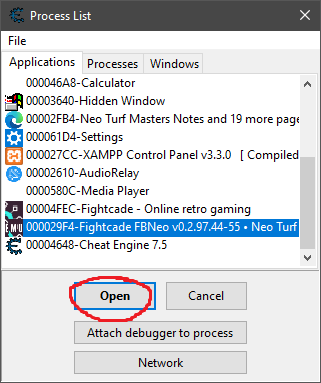 Process List
File
Applications
Processes
Windows
000046A8-Calculator
00003640-Hidden Window
00002FB4-Neo Turf Masters Notes and 19 more page
000061D4-Settings
000027CC-XAMPP Control Panel v3.3.0 [ Compiled
00002610-AudioRelay
0000580C-Media Player
00004FEC-Fightcade - Online retro gaming
000029F4-Fightcade FBNeo v0.2.97.44-55 • Neo Turf
00004648-Cheat Engine 7.5
Open
Cancel
Attach debugger to process
Network